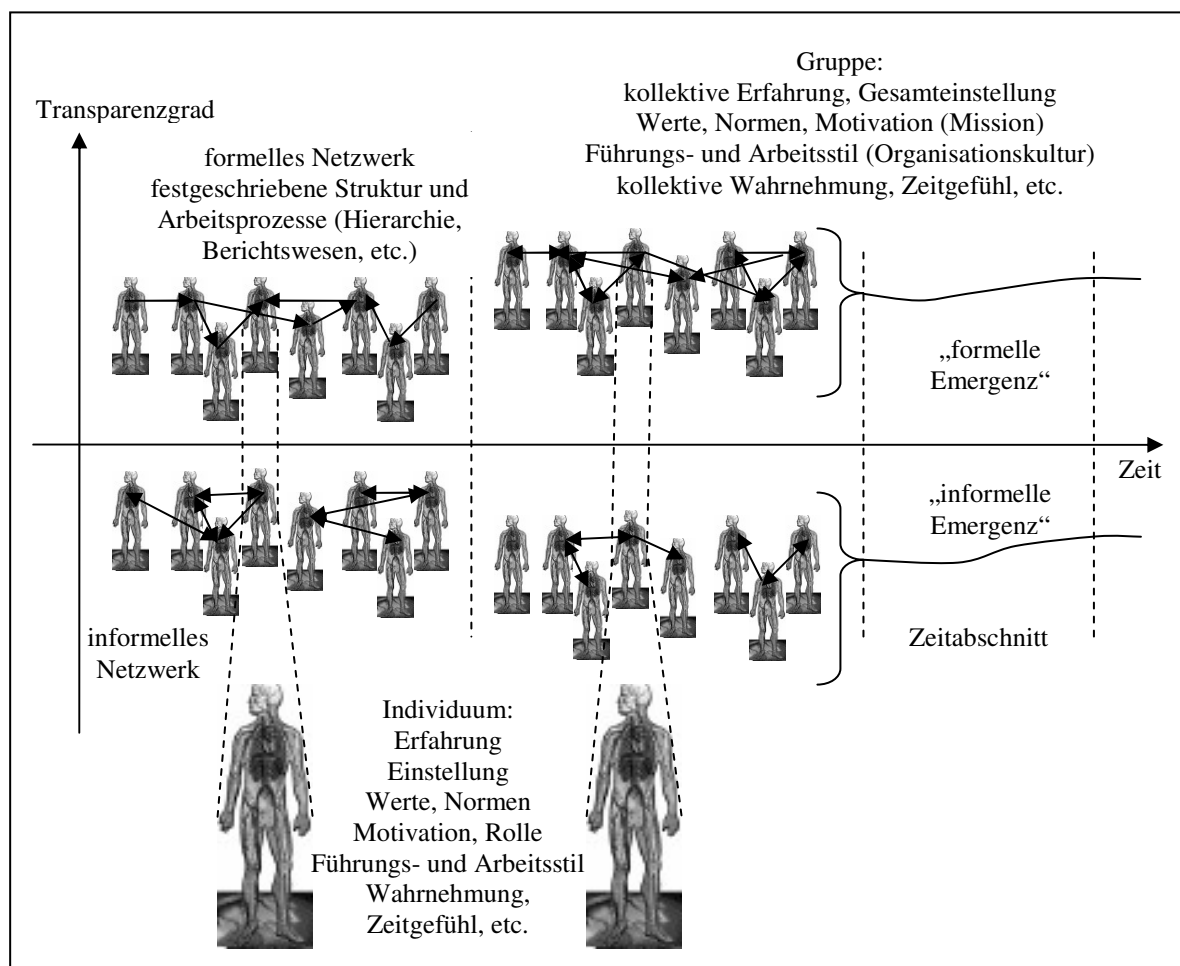 Transparenzgrad
formelles Netzwerk
festgeschriebene Struktur und
Arbeitsprozesse (Hierarchie,
Berichtswesen, etc.)
Gruppe:
kollektive Erfahrung, Gesamteinstellung
Werte, Normen, Motivation (Mission)
Führungs- und Arbeitsstil (Organisationskultur)
kollektive Wahrnehmung, Zeitgefühl, etc.
„formelle
Emergenz“
Zeit
„informelle
Emergenz“
Zeitabschnitt
informelles
Netzwerk
Individuum:
Erfahrung
Einstellung
Werte, Normen
Motivation, Rolle
Führungs- und Arbeitsstil
Wahrnehmung,
Zeitgefühl, etc.